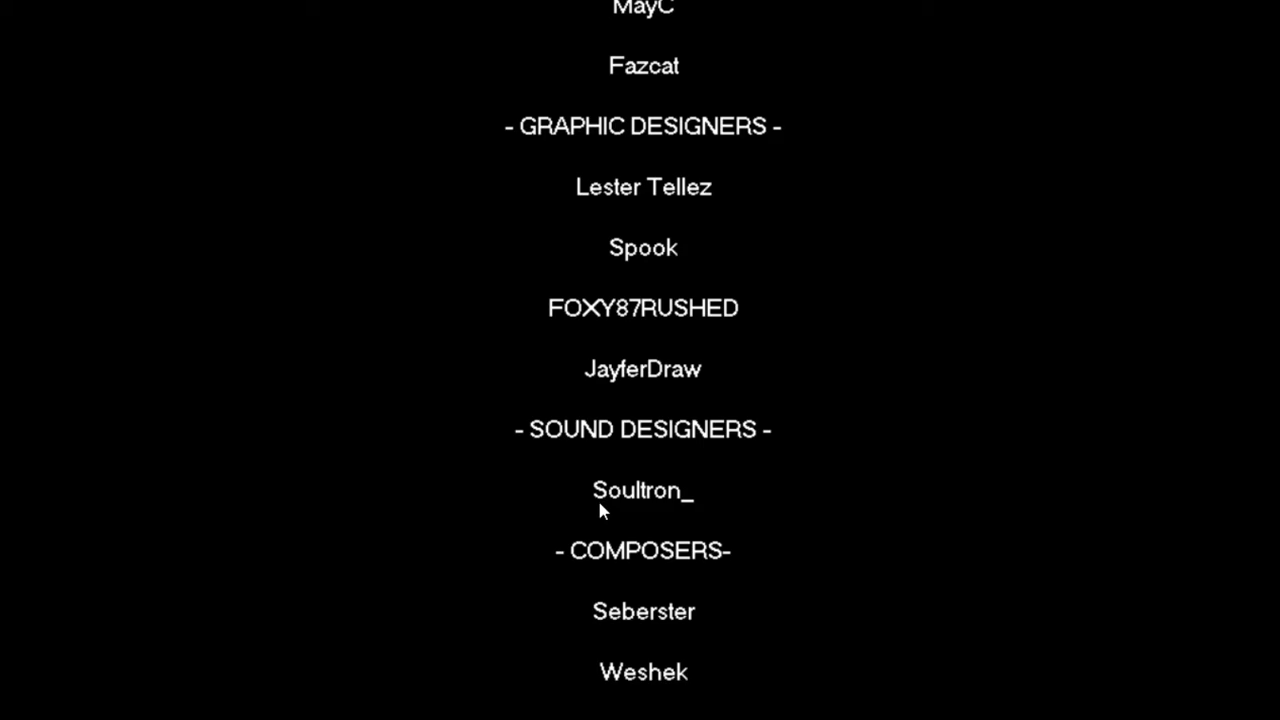 MayC
Fazcat
- GRAPHIC DESIGNERS -
Lester Tellez
Spook
FOXY87RUSHED
JayferDraw
- SOUND DESIGNERS -
Soultron_
- COMPOSERS-
Seberster
Weshek